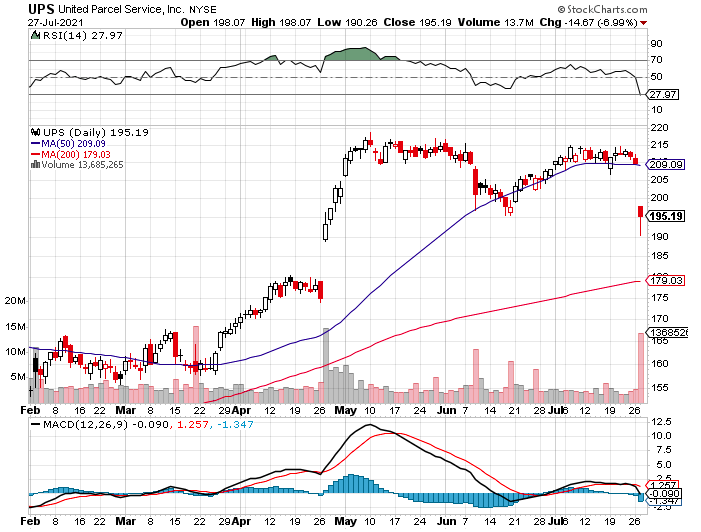 UPS United Parcel Service, Inc. NYSE © StockCharts.com
27-Jul-2021 Open 198.07 High 198.07 Low 190.26 Close 195.19 Volume 13.7M Chg -14.67 (-6.99%)
RSI(14) 27.97
90
70
50
27.97
10
UPS (Daily) 195.19
MA(50) 209.09
MA(200) 179.03
Volume 13,685,265
220
215
210
209.09
205
200
195.19
190
185
179.03
175
170
165
160
155
20M
15M
10M
5M
Feb 8 16 22 Mar 8 15 22 29 Apr 12 19 26 May 10 17 24 Jun 7 14 21 28 Jul 6 12 19 26
MACD(12,26,9) -0.090, 1.257, -1.347
12.5
10.0
7.5
5.0
2.5
1.257
-0.090
-1.347
-2.5
Feb 8 16 22 Mar 8 15 22 29 Apr 12 19 26 May 10 17 24 Jun 7 14 21 28 Jul 6 12 19 26